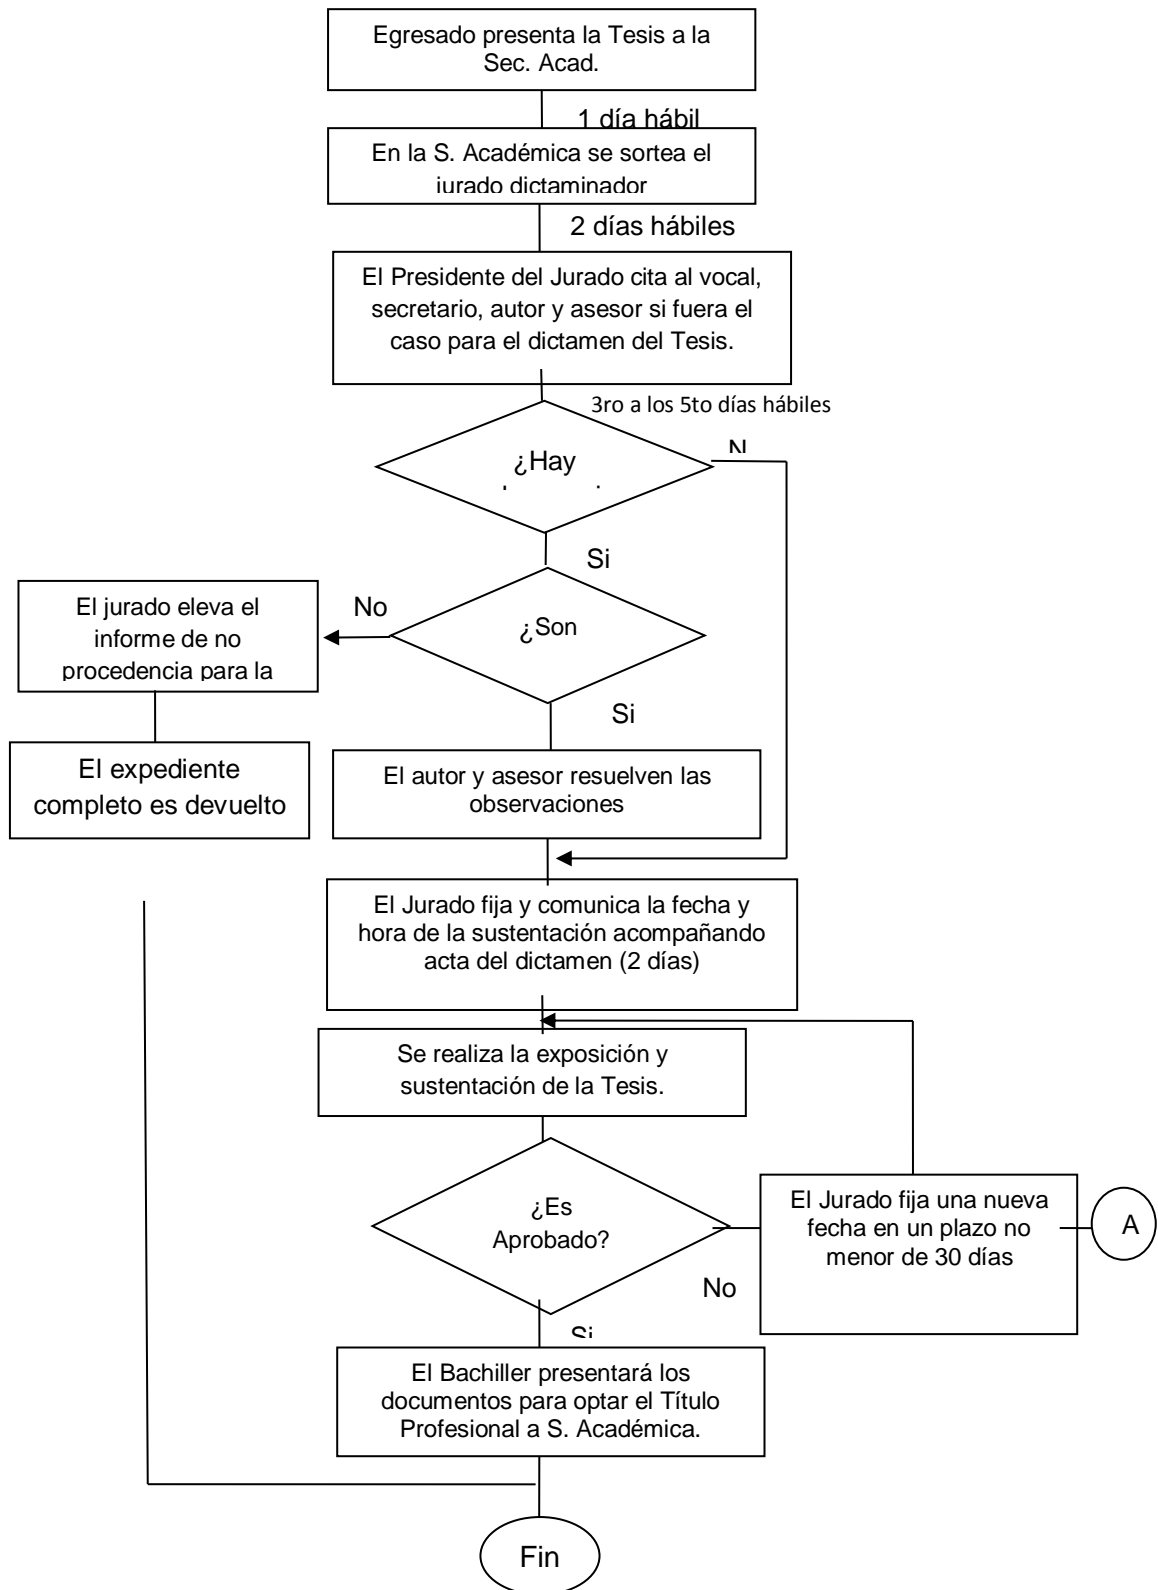 Egresado presenta la Tesis a la
Sec. Acad.
1 día hábil
En la S. Académica se sortea el
jurado dictaminador
2 días hábiles
El Presidente del Jurado cita al vocal,
secretario, autor y asesor si fuera el
caso para el dictamen del Tesis.
3ro a los 5to días hábiles
¿Hay
N
Si
El jurado eleva el
informe de no
procedencia para la
No
¿Son
Si
El expediente
completo es devuelto
El autor y asesor resuelven las
observaciones
El Jurado fija y comunica la fecha y
hora de la sustentación acompañando
acta del dictamen (2 días)
Se realiza la exposición y
sustentación de la Tesis.
¿Es
Aprobado?
El Jurado fija una nueva
fecha en un plazo no
menor de 30 días
A
No
Si
El Bachiller presentará los
documentos para optar el Título
Profesional a S. Académica.
Fin